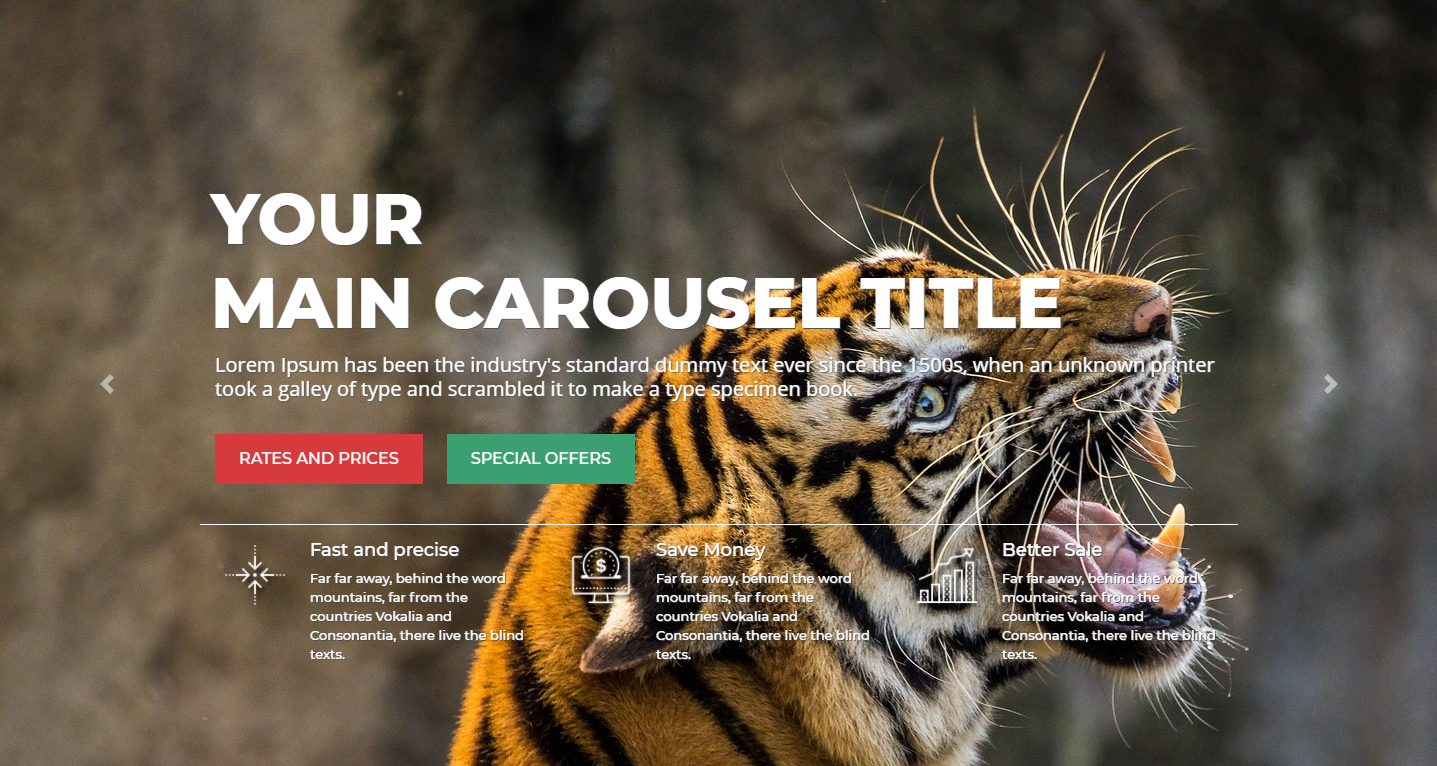 YOUR
MAIN CAROUSEL TITLE
Lorem Ipsum has been the industry's standard dummy text ever since the 1500s, when an unknown printer
took a galley of type and scrambled it to make a type specimen book.
RATES AND PRICES
SPECIAL OFFERS
Fast and precise
Far far away, behind the word
mountains, far from the
countries Vokalia and
Consonantia, there live the blind
texts.
$
Save Money
Far far away, behind the word
mountains, far from the
countries Vokalia and
Consonantia, there live the blind
texts.
Better Sale
Far far away, behind the word
mountains, far from the
countries Vokalia and
Consonantia, there live the blind
texts.